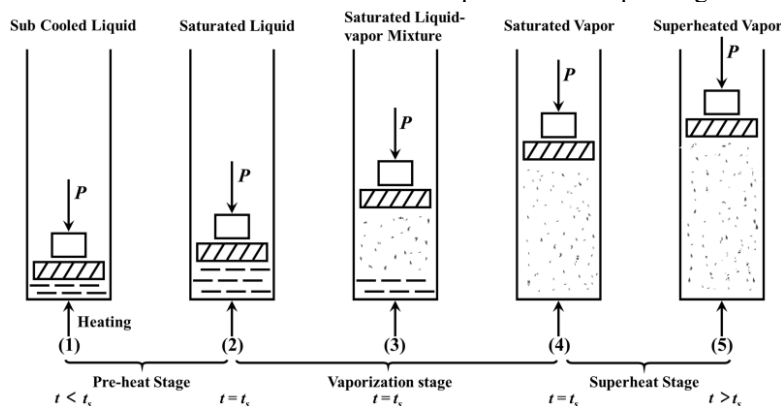 Sub Cooled Liquid
Saturated Liquid
Saturated Liquid-
vapor Mixture
Saturated Vapor
Superheated Vapor
P
P
P
P
P
Heating
(1)
(2)
(3)
(4)
(5)
Pre-heat Stage
Vaporization stage
Superheat Stage
t < ts
t = ts
t = ts
t = ts
t > ts